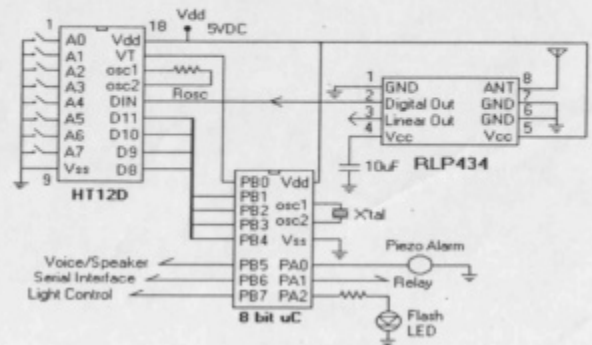 Vdd
1 18 5VDC
A0 Vdd
A1 VT
A2 osc1
A3 osc2
A4 DIN
A5 D11
A6 D10
A7 D9
Vss D8
9
HT12D
Rosc
1 GND ANT 8
2 Digital Out GND 7
3 Linear Out GND 6
4 Vcc Vcc 5
10uF
RLP434
PB0 Vdd
PB1
PB2 osc1
PB3 osc2
PB4 Vss
PB5 PA0
PB6 PA1
PB7 PA2
8 bit uC
X'tal
Voice/Speaker
Serial Interface
Light Control
Piezo Alarm
Relay
Flash
LED